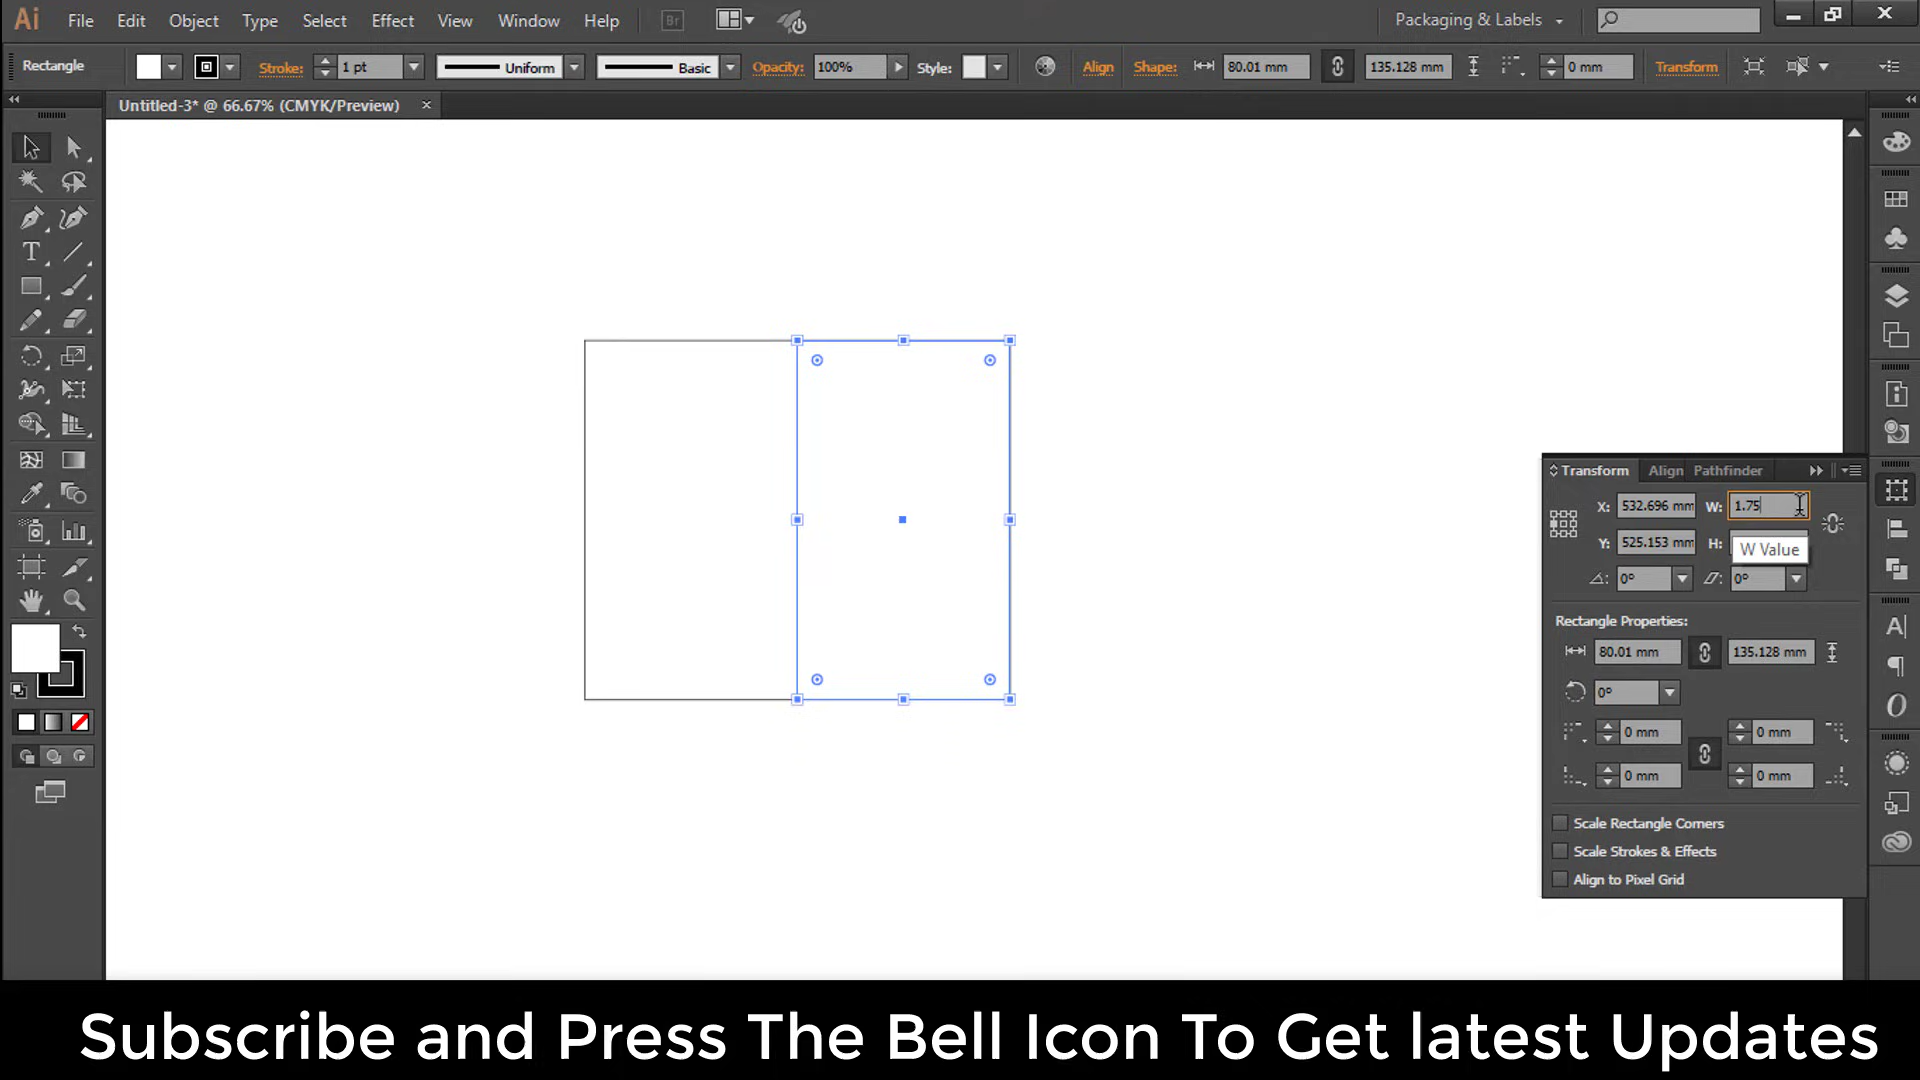 Ai File Edit Object Type Select Effect View Window Help Br Packaging & Labels
Rectangle Stroke: 1 pt Uniform Basic Opacity: 100% Style: Align Shape: 80.01 mm 135.128 mm 0 mm Transform
Untitled-3* @ 66.67% (CMYK/Preview) ×
Transform Align Pathfinder
X: 532.696 mm W: 1.75
Y: 525.153 mm H:
W Value
0° 0°
Rectangle Properties:
80.01 mm 135.128 mm
0°
0 mm 0 mm
0 mm 0 mm
Scale Rectangle Corners
Scale Strokes & Effects
Align to Pixel Grid
Subscribe and Press The Bell Icon To Get latest Updates